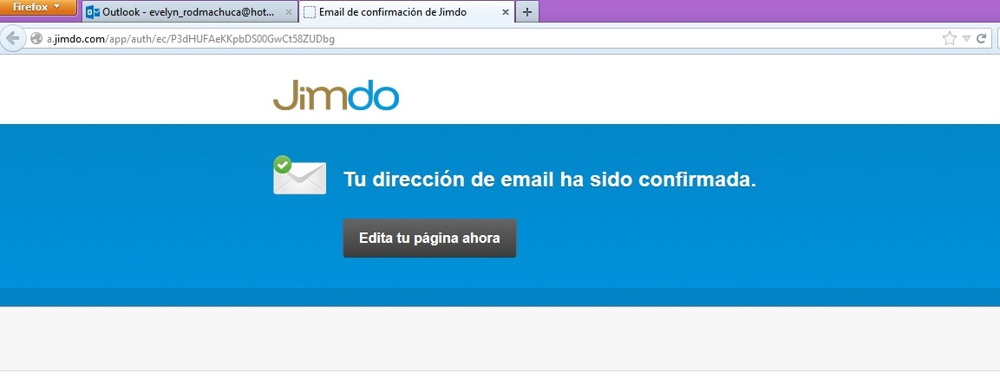 Firefox
Outlook - evelyn_rodmachuca@hot...
Email de confirmación de Jimdo
a.jimdo.com/app/auth/ec/P3dHUFAeKKpbDS00GwCt58ZUDbg
Jimdo
Tu dirección de email ha sido confirmada.
Edita tu página ahora